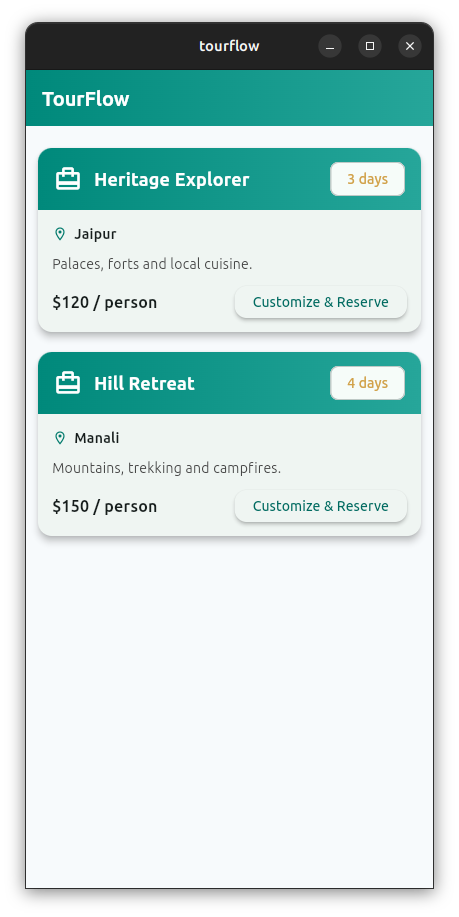 tourflow
TourFlow
Heritage Explorer
3 days
Jaipur
Palaces, forts and local cuisine.
$120 / person
Customize & Reserve
Hill Retreat
4 days
Manali
Mountains, trekking and campfires.
$150 / person
Customize & Reserve